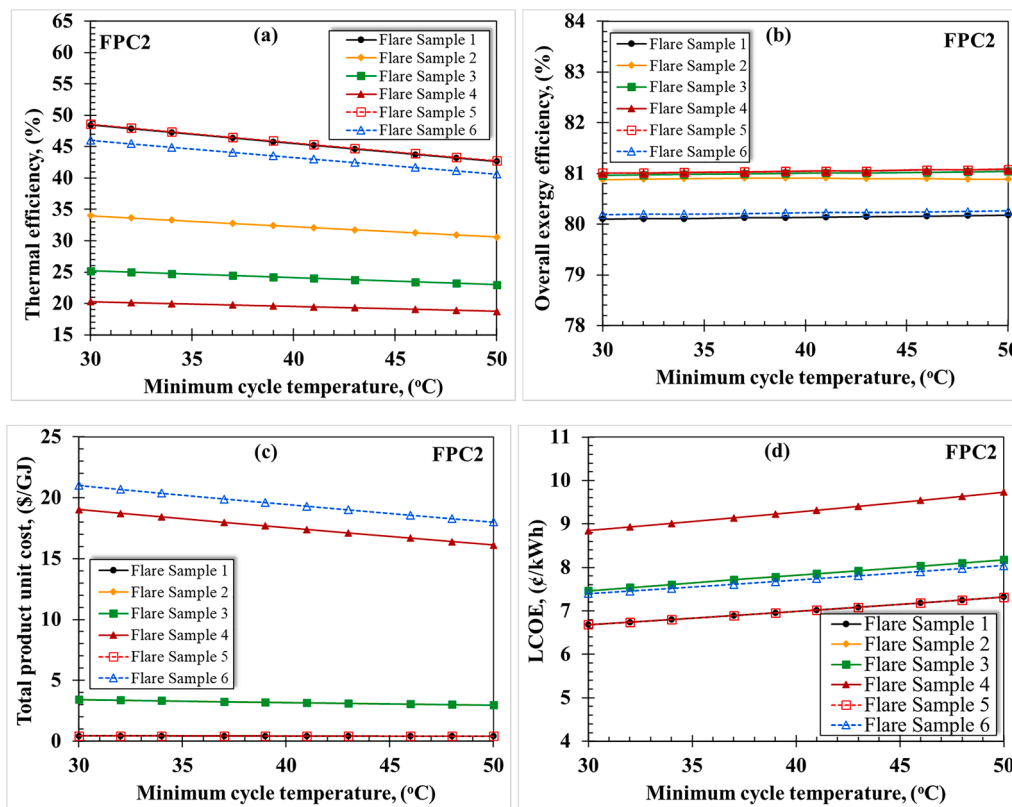 FPC2
(a)
Flare Sample 1
Flare Sample 2
Flare Sample 3
Flare Sample 4
Flare Sample 5
Flare Sample 6
Thermal efficiency, (%)
65
60
55
50
45
40
35
30
25
20
15
30 35 40 45 50
Minimum cycle temperature, (°C)
(b)
FPC2
Flare Sample 1
Flare Sample 2
Flare Sample 3
Flare Sample 4
Flare Sample 5
Flare Sample 6
Overall exergy efficiency, (%)
84
83
82
81
80
79
78
30 35 40 45 50
Minimum cycle temperature, (°C)
(c)
FPC2
Flare Sample 1
Flare Sample 2
Flare Sample 3
Flare Sample 4
Flare Sample 5
Flare Sample 6
Total product unit cost, ($/GJ)
25
20
15
10
5
0
30 35 40 45 50
Minimum cycle temperature, (°C)
(d)
FPC2
Flare Sample 1
Flare Sample 2
Flare Sample 3
Flare Sample 4
Flare Sample 5
Flare Sample 6
LCOE, (¢/kWh)
11
10
9
8
7
6
5
4
30 35 40 45 50
Minimum cycle temperature, (°C)